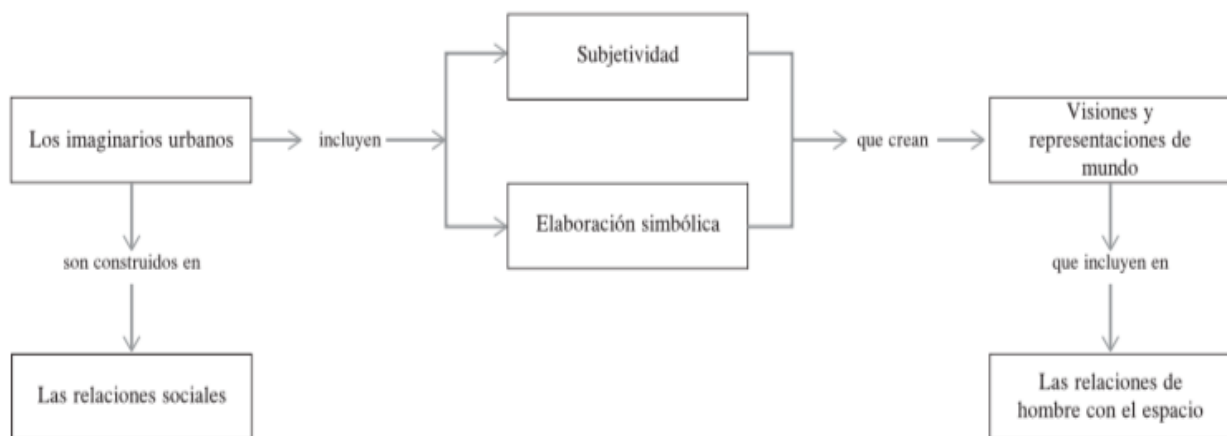 Subjetividad
Los imaginarios urbanos
incluyen
que crean
Visiones y
representaciones de
mundo
Elaboración simbólica
son construidos en
que incluyen en
Las relaciones sociales
Las relaciones de
hombre con el espacio